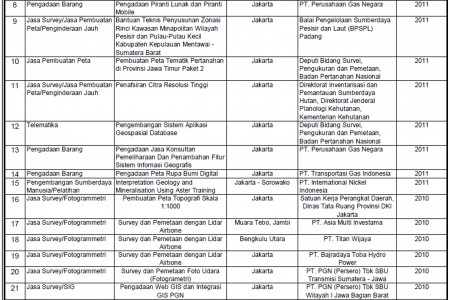 8 Pengadaan Barang Pengadaan Piranti Lunak dan Piranti Mobile Jakarta PT. Perusahaan Gas Negara 2011
9 Jasa Survey/Jasa Pembuatan Peta/Penginderaan Jauh Bantuan Teknis Penyusunan Zonasi Rinci Kawasan Minapolitan Wilayah Pesisir dan Pulau-Pulau Kecil Kabupaten Kepulauan Mentawai - Sumatera Barat Jakarta Balai Pengelolaan Sumberdaya Pesisir dan Laut (BPSPL) Padang 2011
10 Jasa Pembuatan Peta Pembuatan Peta Tematik Pertanahan di Provinsi Jawa Timur Paket 2 Jakarta Deputi Bidang Survei, Pengukuran dan Pemetaan, Badan Pertanahan Nasional 2011
11 Jasa Survey/Jasa Pembuatan Peta/Penginderaan Jauh Penafsiran Citra Resolusi Tinggi Jakarta Direktorat Inventarisasi dan Pemantauan Sumberdaya Hutan, Direktorat Jenderal Planologi Kehutanan, Kementerian Kehutanan 2011
12 Telematika Pengembangan Sistem Aplikasi Geospasial Database Jakarta Deputi Bidang Survei, Pengukuran dan Pemetaan, Badan Pertanahan Nasional 2011
13 Pengadaan Barang Pengadaan Jasa Konsultan Pemeliharaan Dan Penambahan Fitur Sistem Infomasi Geografis Jakarta PT. Perusahaan Gas Negara 2011
14 Pengadaan Barang Pengadaan Peta Rupa Bumi Digital Jakarta PT. Transportasi Gas Indonesia 2011
15 Pengembangan Sumberdaya Manusia/Pelatihan Interpretation Geology and Mineralisation Using Aster Training Jakarta - Sorowako PT. International Nickel Indonesia 2011
16 Jasa Survey/Fotogrammetri Pembuatan Peta Topografi Skala 1:1000 Jakarta Satuan Kerja Perangkat Daerah, Dinas Tata Ruang Provinsi DKI Jakarta 2010
17 Jasa Survey/Fotogrammetri Survey dan Pemetaan dengan Lidar Airbone Muara Tebo, Jambi PT. Asia Multi Investama 2010
18 Jasa Survey/Fotogrammetri Survey dan Pemetaan dengan Lidar Airbone Bengkulu Utara PT. Titan Wijaya 2010
19 Jasa Survey/Fotogrammetri Survey dan Pemetaan dengan Lidar Airbone Jakarta PT. Bajradaya Toba Hydro Power 2010
20 Jasa Survey/Fotogrammetri Survey dan Pemetaan Foto Udara (Fotogrametri) Jakarta PT. PGN (Persero) Tbk SBU Transmisi Sumatera - Jawa 2010
21 Jasa Survey/SIG Pengadaan Web GIS dan Integrasi GIS PGN Jakarta PT. PGN (Persero) Tbk SBU Wilayah I Jawa Bagian Barat 2010